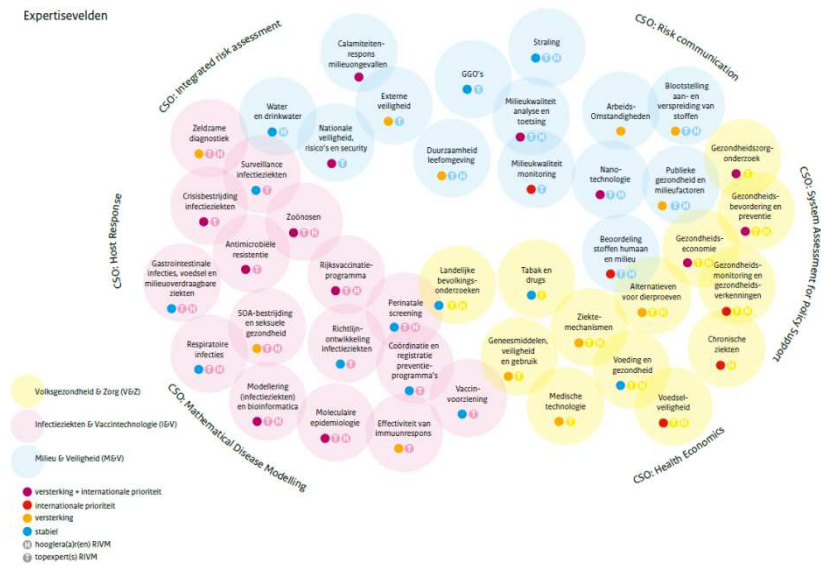 Expertisevelden
CSO: Integrated risk assessment
CSO: Risk communication
CSO: Host Response
CSO: System Assessment for Policy Support
CSO: Mathematical Disease Modelling
CSO: Health Economics
Calamiteiten-
respons
milieuongevallen
Straling
T H
GGO's
T
Externe
veiligheid
T
Water
en drinkwater
H
Nationale
veiligheid,
risico's en security
T
Duurzaamheid
leefomgeving
T H
Milieukwaliteit
analyse en
toetsing
T H
Milieukwaliteit
monitoring
T
Arbeids-
Omstandigheden
Blootstelling
aan- en
verspreiding van
stoffen
T H
Nano-
technologie
T H
Publieke
gezondheid en
milieufactoren
T H
Beoordeling
stoffen humaan
en milieu
T H
Gezondheidszorg-
onderzoek
T
Gezondheids-
bevordering en
preventie
T H
Gezondheids-
economie
T H
Gezondheids-
monitoring en
gezondheids-
verkenningen
T H
Alternatieven
voor dierproeven
T H
Chronische
ziekten
H
Zeldzame
diagnostiek
T H
Surveillance
infectieziekten
T
Crisisbestrijding
infectieziekten
T
Zoönosen
T H
Antimicrobiële
resistentie
T
Gastrointestinale
infecties, voedsel en
milieuoverdraagbare
ziekten
T H
Rijksvaccinatie-
programma
T H
Perinatale
screening
T H
Landelijke
bevolkings-
onderzoeken
T H
Tabak en
drugs
T
Ziekte-
mechanismen
T H
SOA-bestrijding
en seksuele
gezondheid
T H
Richtlijn-
ontwikkeling
infectieziekten
T
Coördinatie en
registratie
preventie-
programma's
T
Geneesmiddelen,
veiligheid
en gebruik
T
Voeding en
gezondheid
T H
Respiratoire
infecties
T H
Modellering
(infectieziekten)
en bioinformatica
T H
Moleculaire
epidemiologie
T H
Effectiviteit van
immuunrespons
T
Vaccin-
voorziening
T
Medische
technologie
T
Voedsel-
veiligheid
T H
Volksgezondheid & Zorg (V&Z)
Infectieziekten & Vaccintechnologie (I&V)
Milieu & Veiligheid (M&V)
versterking + internationale prioriteit
internationale prioriteit
versterking
stabiel
H hooglera(a)r(en) RIVM
T topexpert(s) RIVM